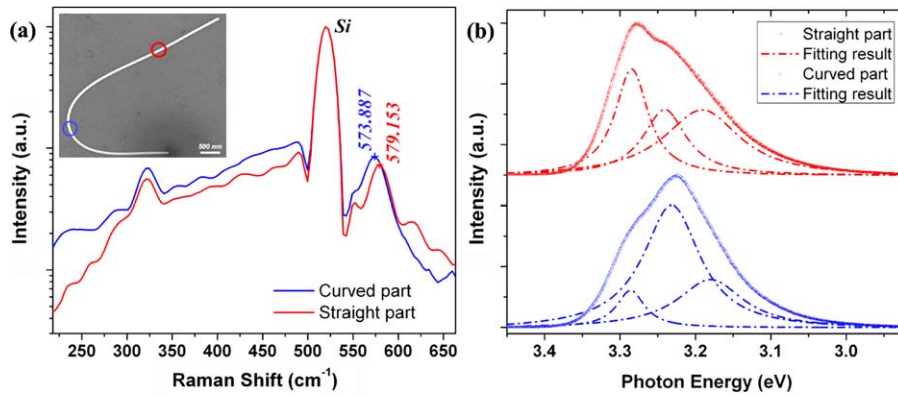 (a)
Intensity (a.u.)
500 nm
Si
573.887
579.153
Curved part
Straight part
250 300 350 400 450 500 550 600 650
Raman Shift (cm⁻¹)
(b)
Intensity (a.u.)
Straight part
Fitting result
Curved part
Fitting result
3.4 3.3 3.2 3.1 3.0
Photon Energy (eV)